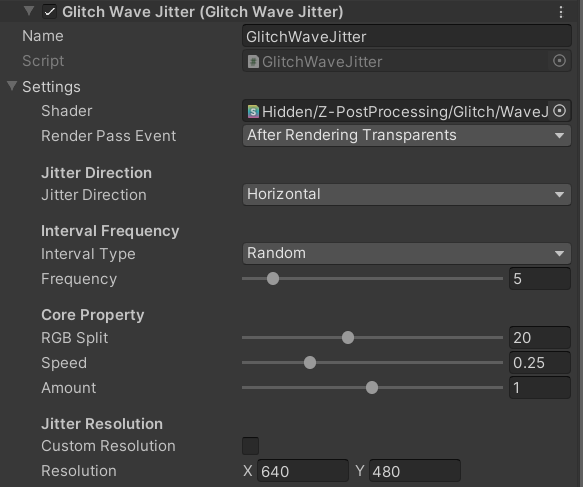 Glitch Wave Jitter (Glitch Wave Jitter)
Name GlitchWaveJitter
Script # GlitchWaveJitter
Settings
Shader S Hidden/Z-PostProcessing/Glitch/WaveJ
Render Pass Event After Rendering Transparents
Jitter Direction
Jitter Direction Horizontal
Interval Frequency
Interval Type Random
Frequency 5
Core Property
RGB Split 20
Speed 0.25
Amount 1
Jitter Resolution
Custom Resolution
Resolution X 640 Y 480